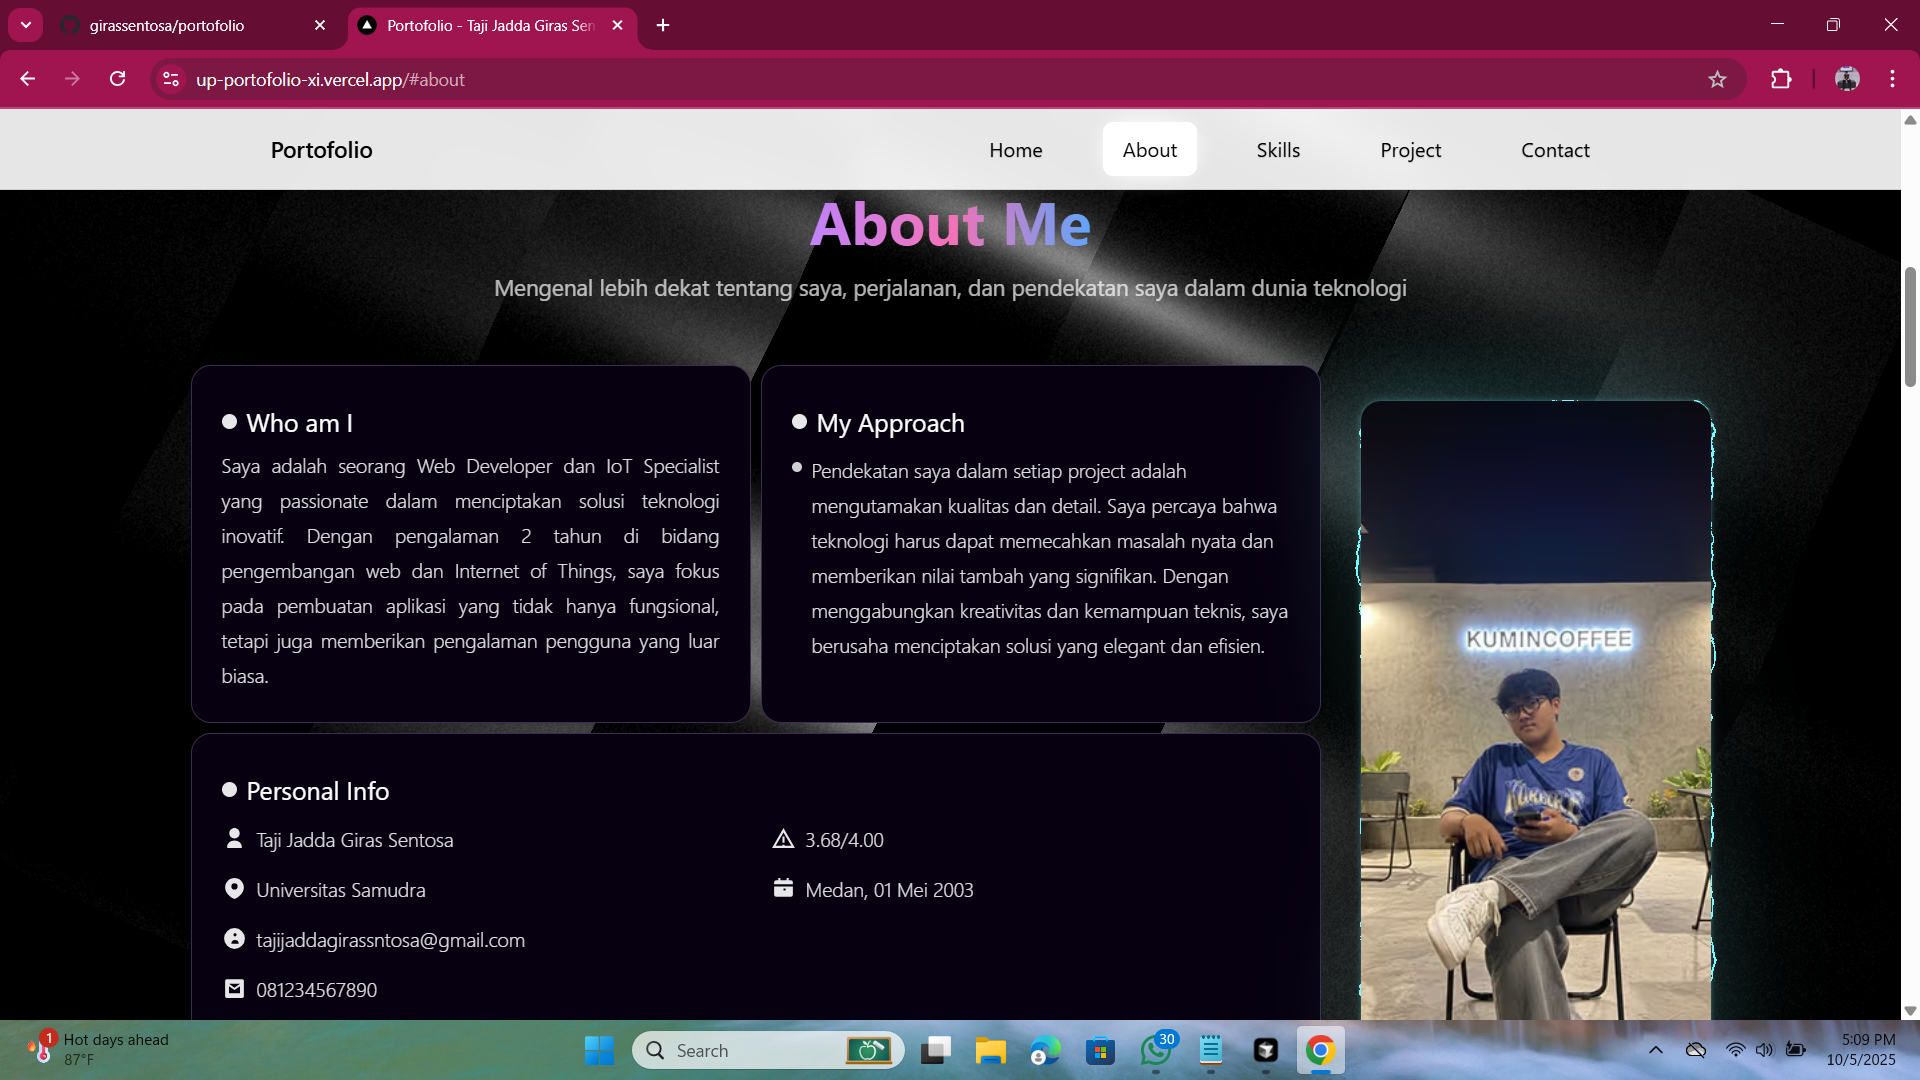 girassentosa/portofolio
Portofolio - Taji Jadda Giras Sen
up-portofolio-xi.vercel.app/#about
Portofolio
Home
About
Skills
Project
Contact
About Me
Mengenal lebih dekat tentang saya, perjalanan, dan pendekatan saya dalam dunia teknologi
Who am I
Saya adalah seorang Web Developer dan IoT Specialist
yang passionate dalam menciptakan solusi teknologi
inovatif. Dengan pengalaman 2 tahun di bidang
pengembangan web dan Internet of Things, saya fokus
pada pembuatan aplikasi yang tidak hanya fungsional,
tetapi juga memberikan pengalaman pengguna yang luar
biasa.
My Approach
Pendekatan saya dalam setiap project adalah
mengutamakan kualitas dan detail. Saya percaya bahwa
teknologi harus dapat memecahkan masalah nyata dan
memberikan nilai tambah yang signifikan. Dengan
menggabungkan kreativitas dan kemampuan teknis, saya
berusaha menciptakan solusi yang elegant dan efisien.
KUMINCOFFEE
Personal Info
Taji Jadda Giras Sentosa
3.68/4.00
Universitas Samudra
Medan, 01 Mei 2003
tajijaddagirassntosa@gmail.com
081234567890
1
Hot days ahead
87°F
Search
30
5:09 PM
10/5/2025